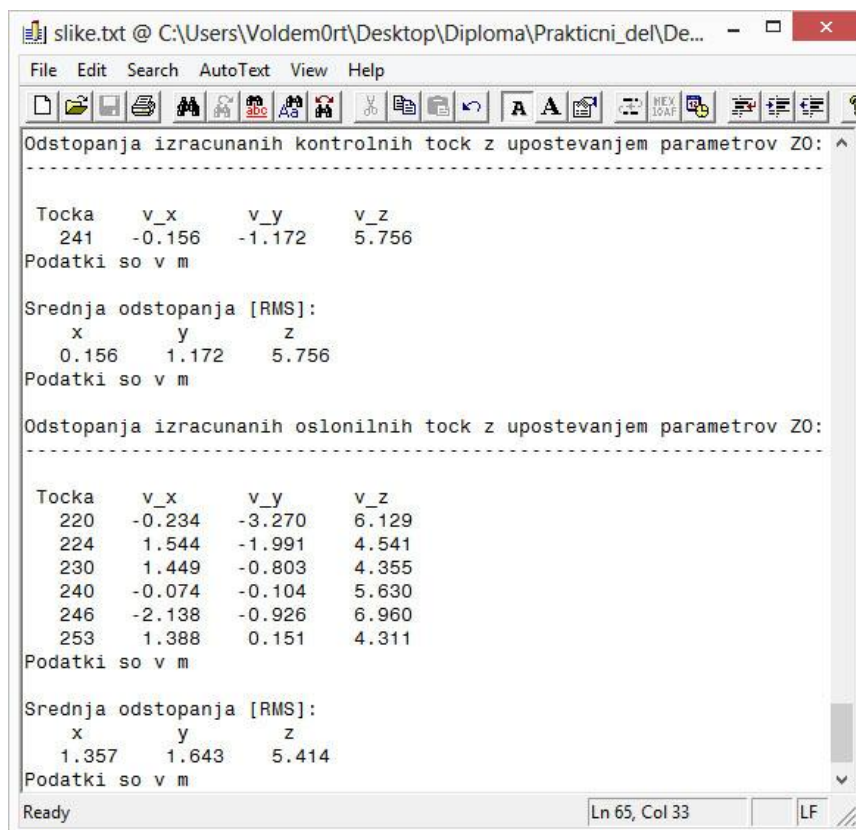 slike.txt @ C:\Users\Voldem0rt\Desktop\Diploma\Prakticni_del\De...
File Edit Search AutoText View Help
Odstopanja izracunanih kontrolnih tock z upostevanjem parametrov ZO:
--------------------------------------------------------------------
Tocka v_x v_y v_z
241 -0.156 -1.172 5.756
Podatki so v m
Srednja odstopanja [RMS]:
x y z
0.156 1.172 5.756
Podatki so v m
Odstopanja izracunanih oslonilnih tock z upostevanjem parametrov ZO:
--------------------------------------------------------------------
Tocka v_x v_y v_z
220 -0.234 -3.270 6.129
224 1.544 -1.991 4.541
230 1.449 -0.803 4.355
240 -0.074 -0.104 5.630
246 -2.138 -0.926 6.960
253 1.388 0.151 4.311
Podatki so v m
Srednja odstopanja [RMS]:
x y z
1.357 1.643 5.414
Podatki so v m
Ready Ln 65, Col 33 LF